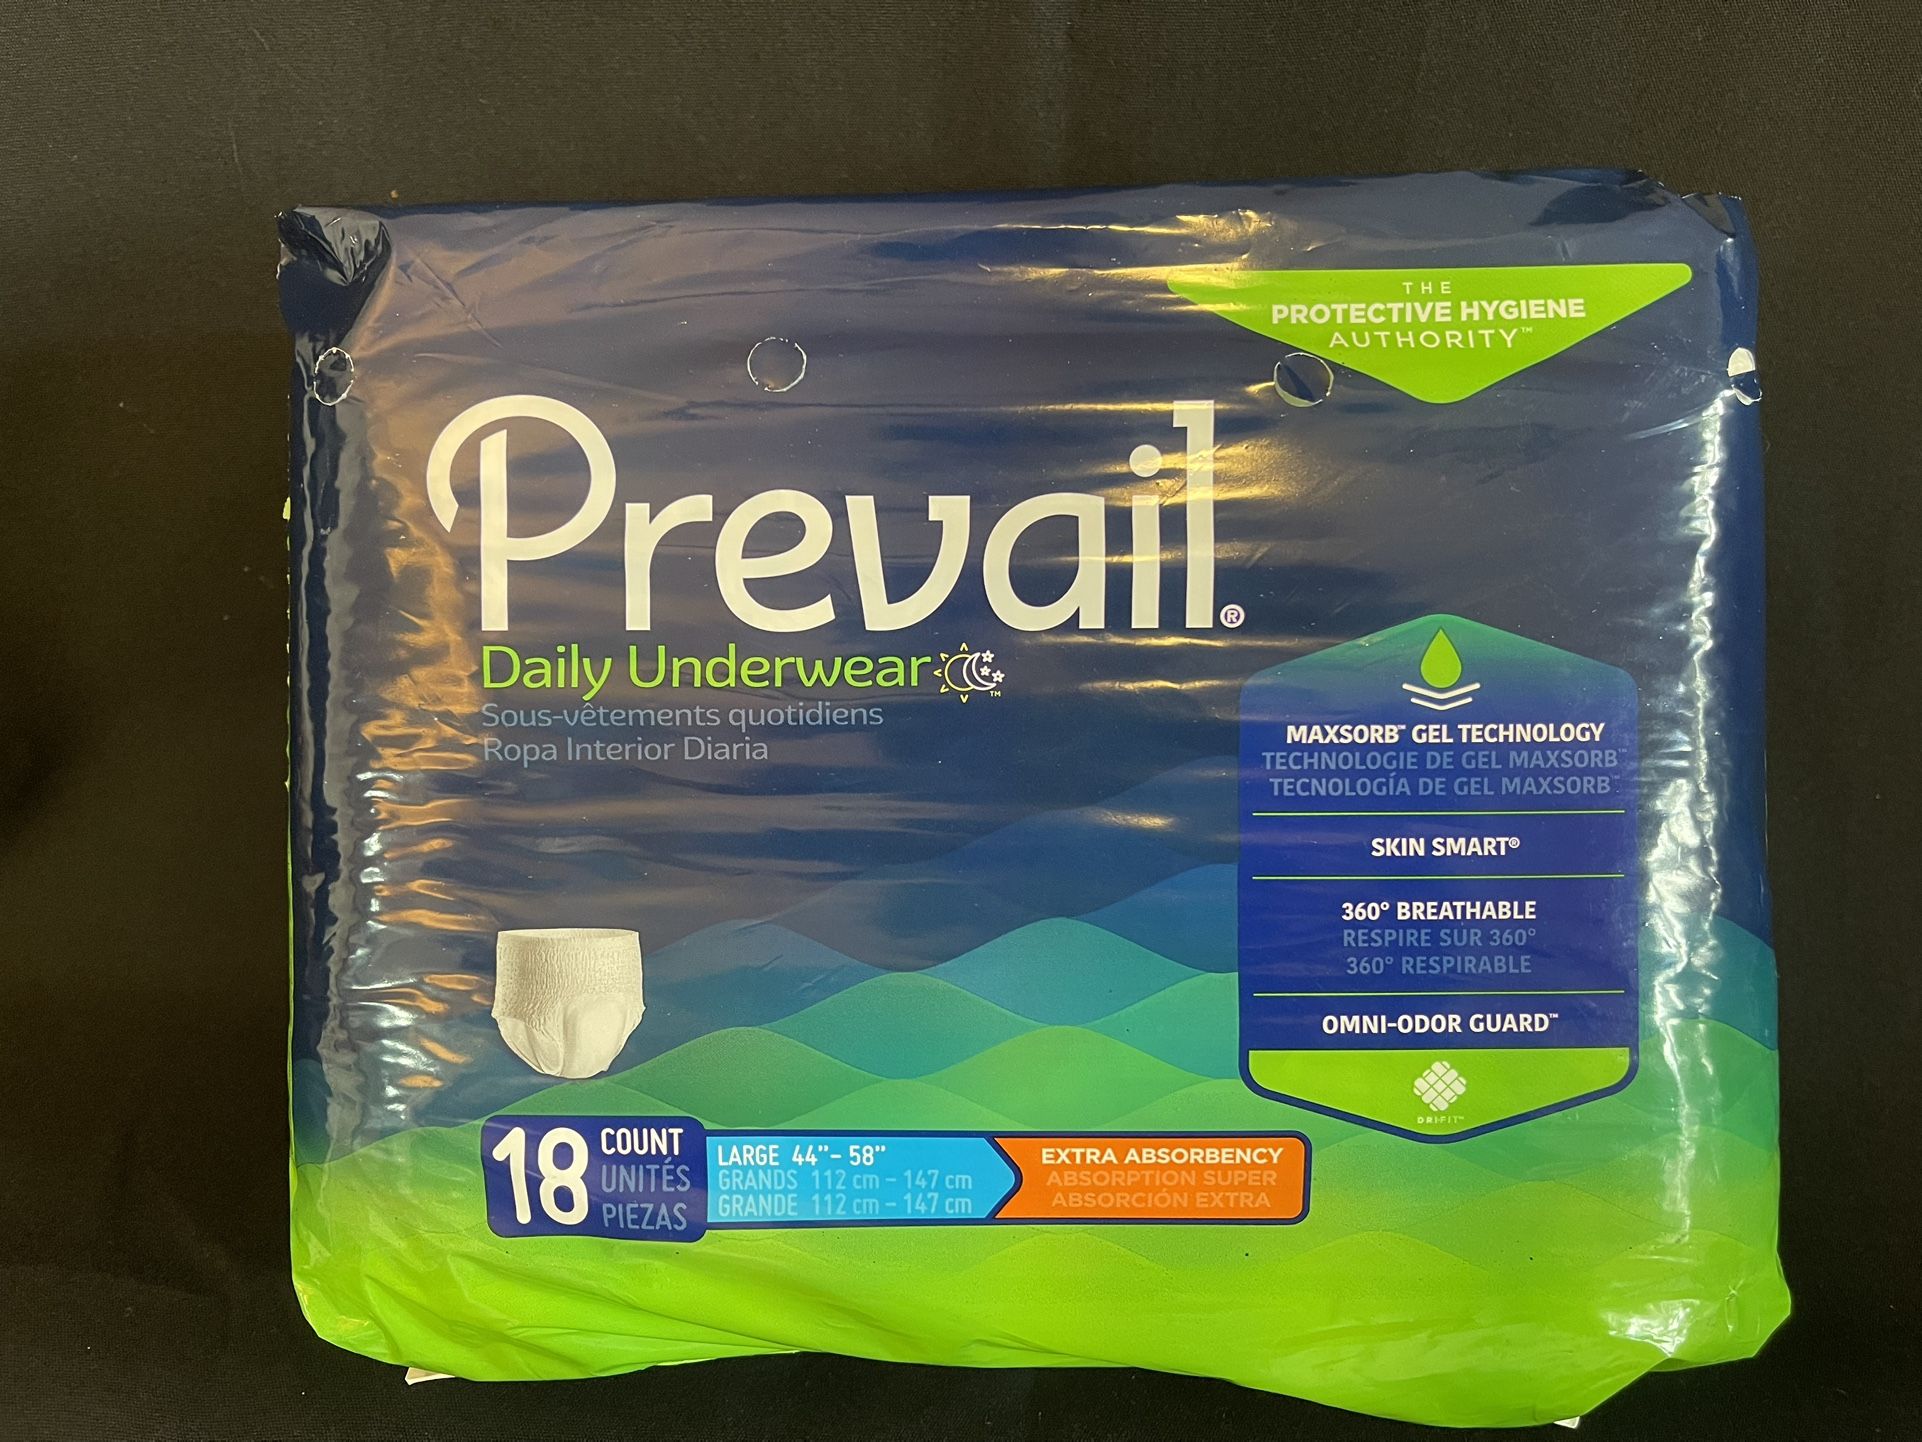 THE
PROTECTIVE HYGIENE
AUTHORITY™
Prevail®
Daily Underwear™
Sous-vêtements quotidiens
Ropa Interior Diaria
MAXSORB™ GEL TECHNOLOGY
TECHNOLOGIE DE GEL MAXSORB™
TECNOLOGÍA DE GEL MAXSORB™
SKIN SMART®
360° BREATHABLE
RESPIRE SUR 360°
360° RESPIRABLE
OMNI-ODOR GUARD™
DRI-FIT™
18 COUNT
UNITÉS
PIEZAS
LARGE 44"- 58"
GRANDS 112 cm - 147 cm
GRANDE 112 cm - 147 cm
EXTRA ABSORBENCY
ABSORPTION SUPER
ABSORCIÓN EXTRA